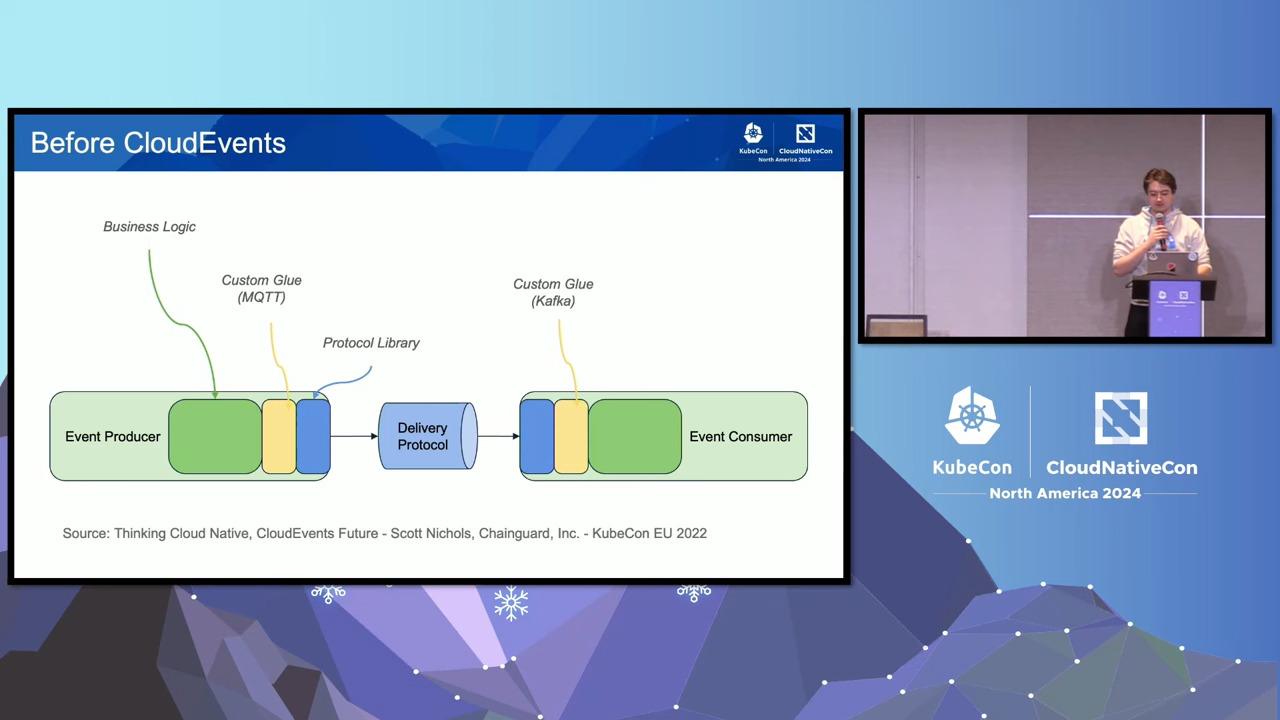 Before CloudEvents
KubeCon
CloudNativeCon
North America 2024
Business Logic
Custom Glue
(MQTT)
Protocol Library
Custom Glue
(Kafka)
Event Producer
Delivery
Protocol
Event Consumer
Source: Thinking Cloud Native, CloudEvents Future - Scott Nichols, Chainguard, Inc. - KubeCon EU 2022
KubeCon
CloudNativeCon
North America 2024